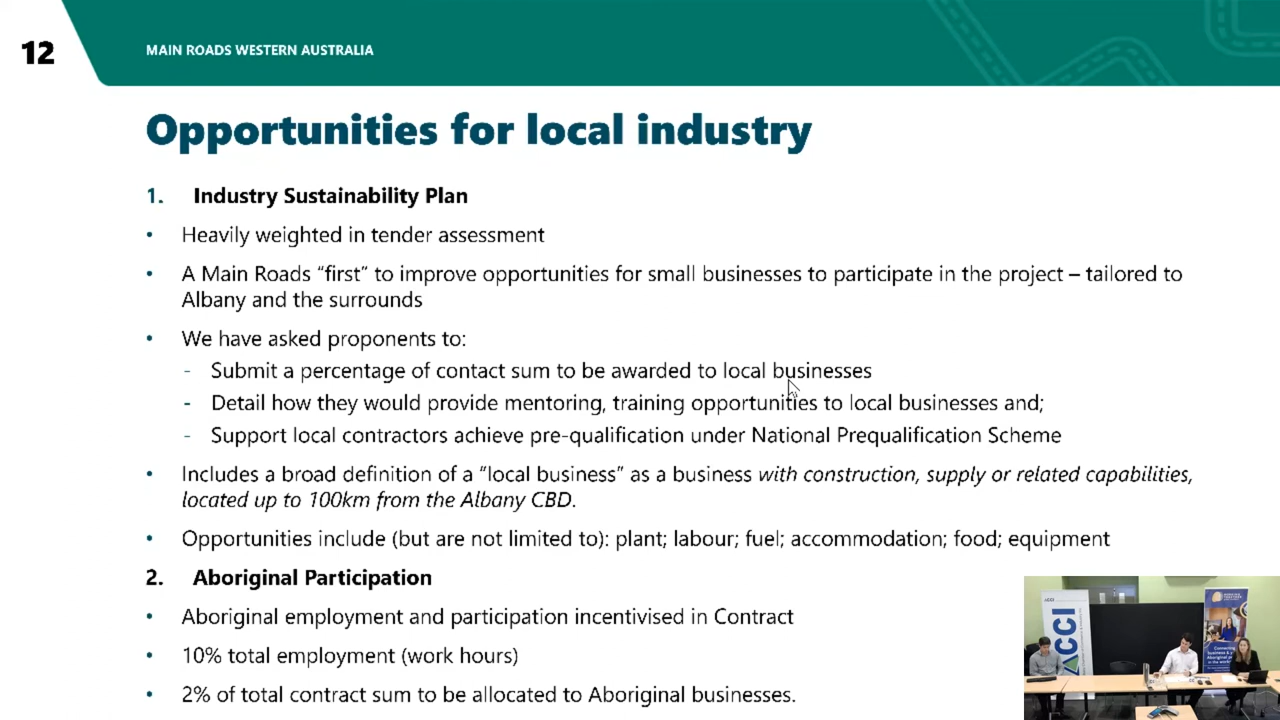 12
MAIN ROADS WESTERN AUSTRALIA
Opportunities for local industry
1. Industry Sustainability Plan
• Heavily weighted in tender assessment
• A Main Roads “first” to improve opportunities for small businesses to participate in the project – tailored to
Albany and the surrounds
• We have asked proponents to:
- Submit a percentage of contact sum to be awarded to local businesses
- Detail how they would provide mentoring, training opportunities to local businesses and;
- Support local contractors achieve pre-qualification under National Prequalification Scheme
• Includes a broad definition of a “local business” as a business with construction, supply or related capabilities,
located up to 100km from the Albany CBD.
• Opportunities include (but are not limited to): plant; labour; fuel; accommodation; food; equipment
2. Aboriginal Participation
• Aboriginal employment and participation incentivised in Contract
• 10% total employment (work hours)
• 2% of total contract sum to be allocated to Aboriginal businesses.
ACCI